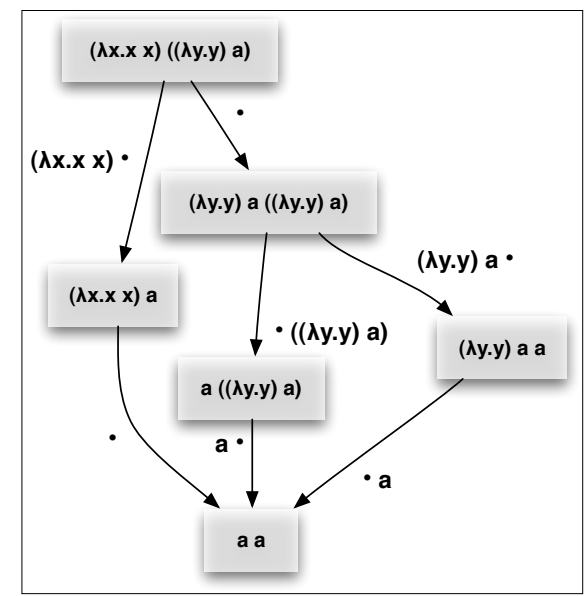 (λx.x x) ((λy.y) a)
•
(λx.x x) •
(λy.y) a ((λy.y) a)
(λy.y) a •
(λx.x x) a
• ((λy.y) a)
(λy.y) a a
a ((λy.y) a)
•
a •
• a
a a